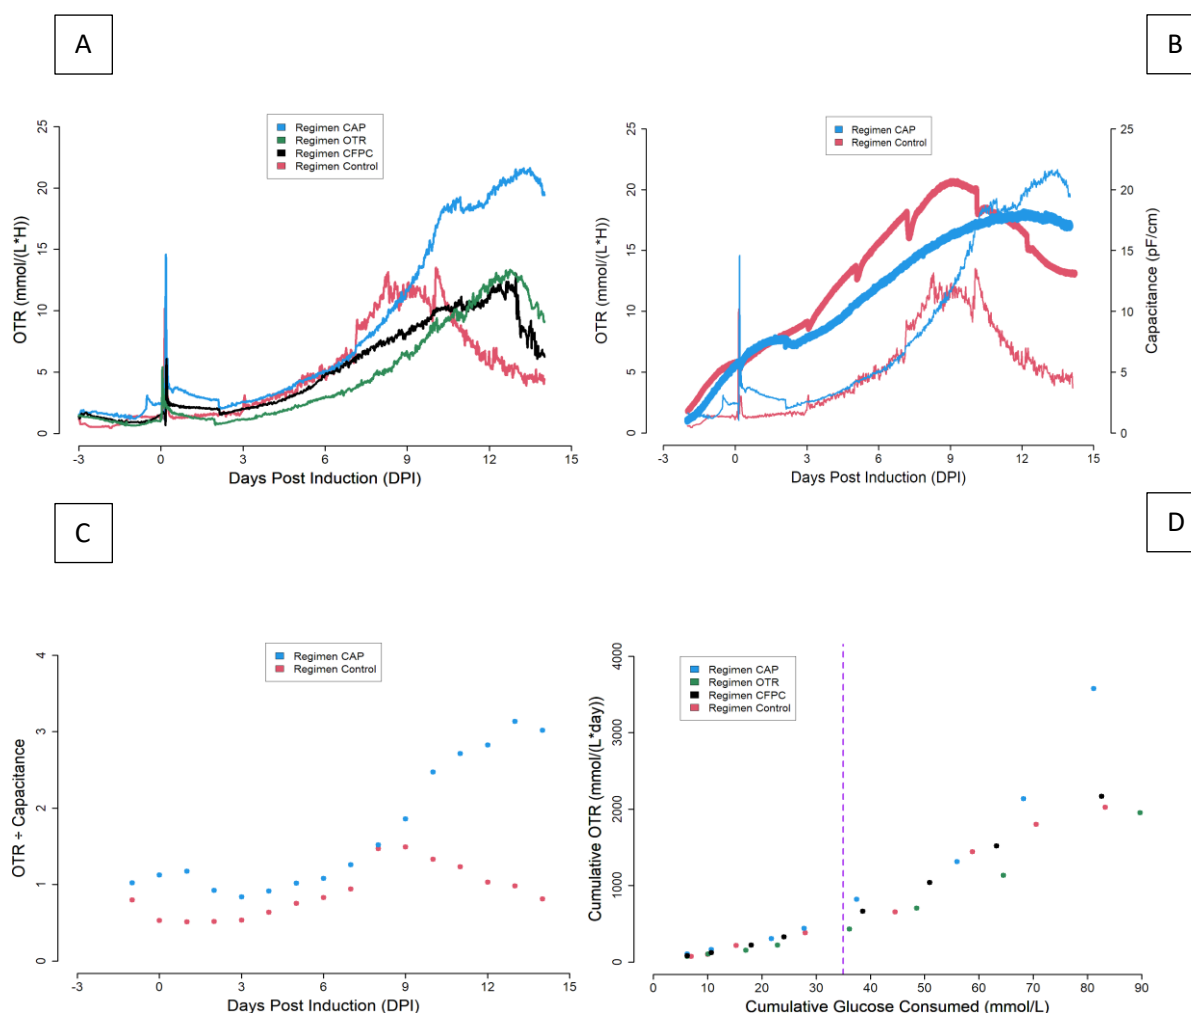 A
B
25
20
15
10
5
0
OTR (mmol/(L*H))
Regimen CAP
Regimen OTR
Regimen CFPC
Regimen Control
-3
0
3
6
9
12
15
Days Post Induction (DPI)
25
20
15
10
5
0
OTR (mmol/(L*H))
Regimen CAP
Regimen Control
25
20
15
10
5
0
Capacitance (pF/cm)
-3
0
3
6
9
12
15
Days Post Induction (DPI)
C
D
4
3
2
1
0
OTR ÷ Capacitance
Regimen CAP
Regimen Control
-3
0
3
6
9
12
15
Days Post Induction (DPI)
4000
3000
2000
1000
0
Cumulative OTR (mmol/(L*day))
Regimen CAP
Regimen OTR
Regimen CFPC
Regimen Control
0
10
20
30
40
50
60
70
80
90
Cumulative Glucose Consumed (mmol/L)